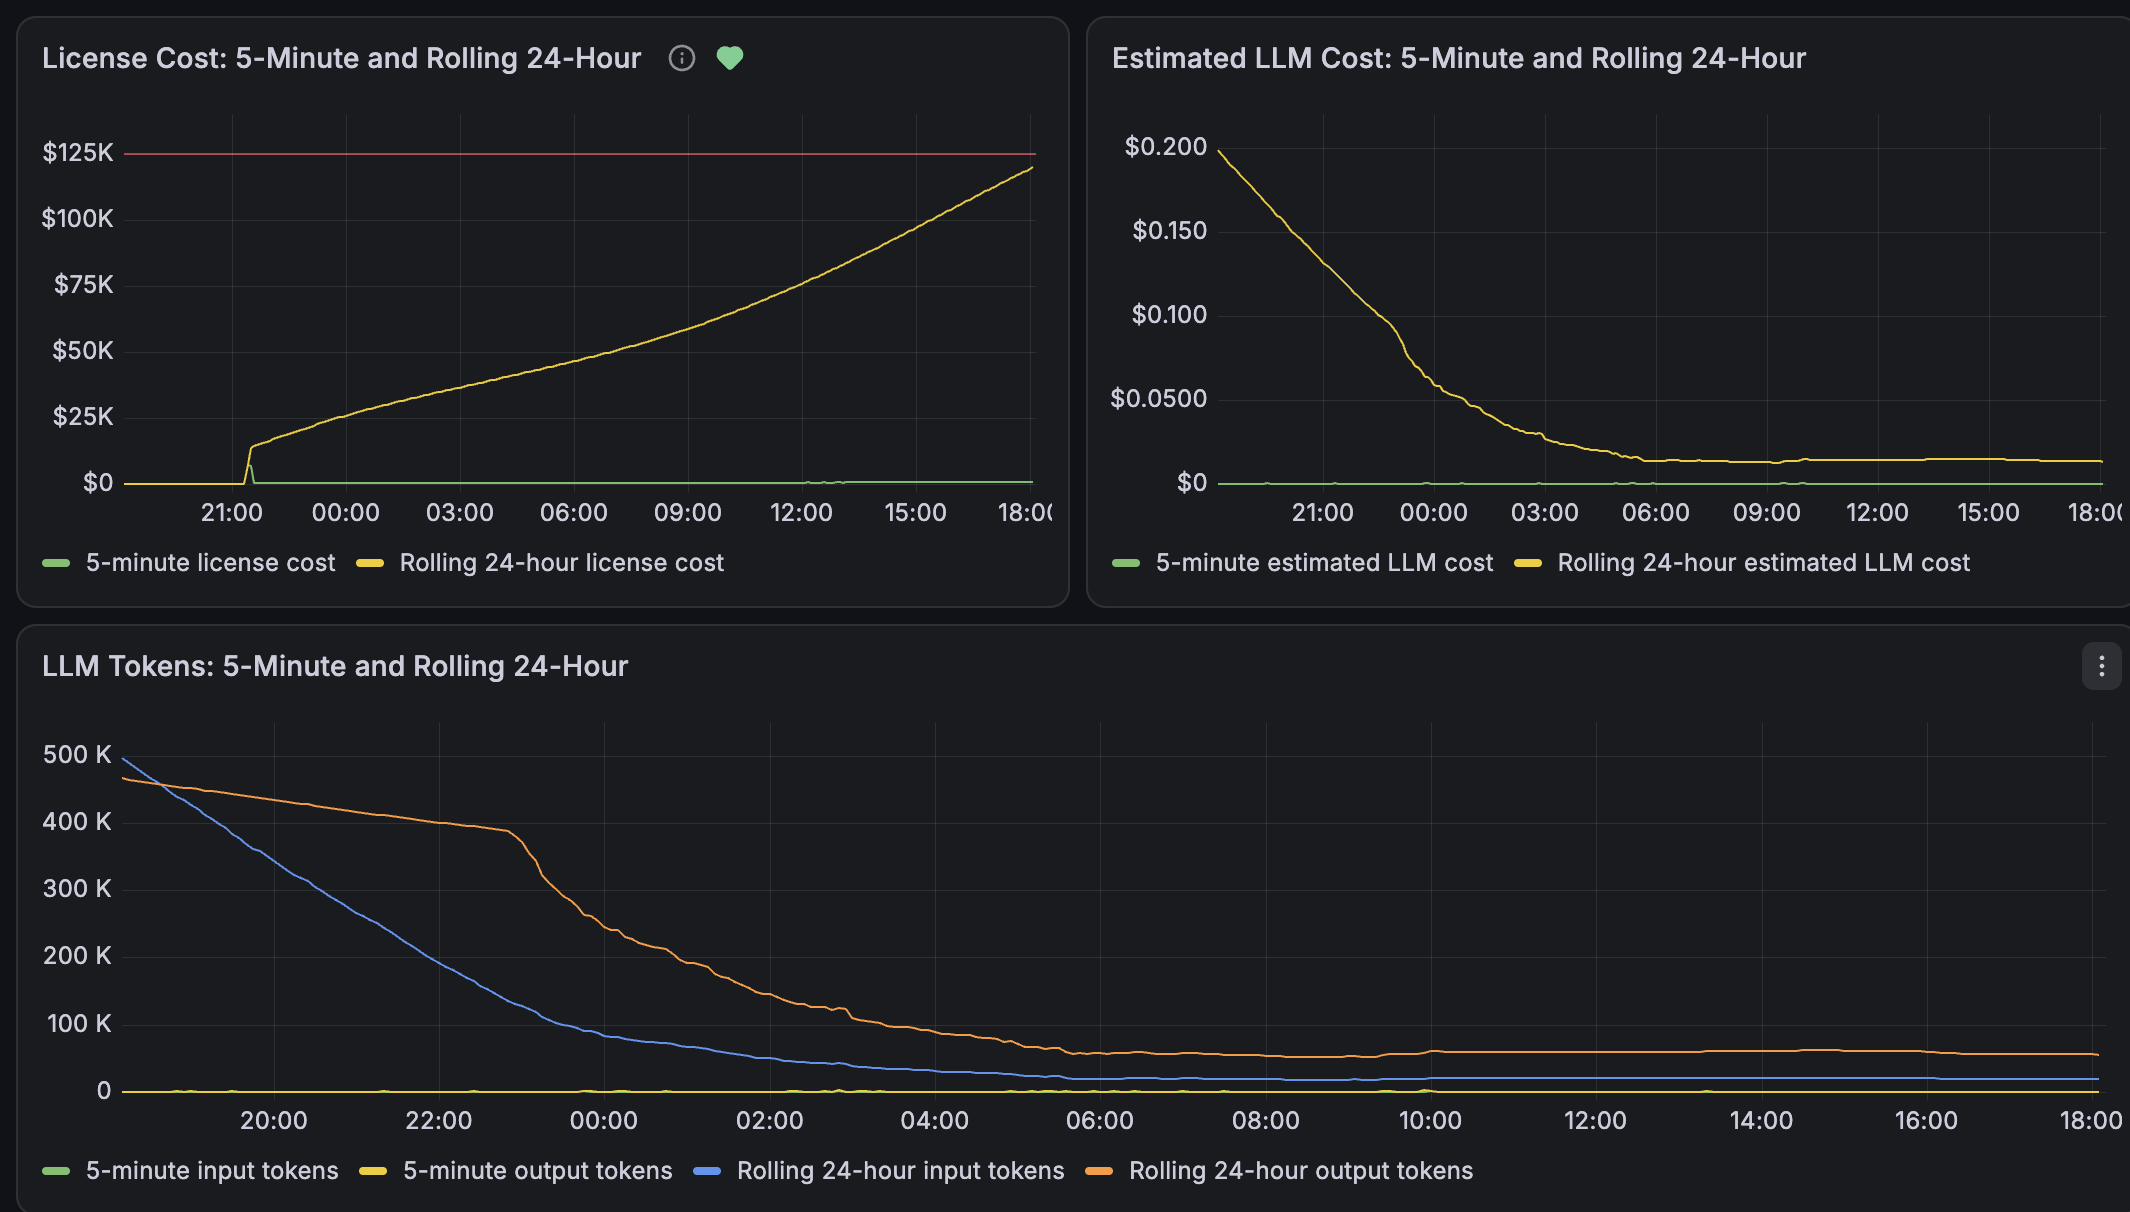 License Cost: 5-Minute and Rolling 24-Hour
$125K
$100K
$75K
$50K
$25K
$0
21:00 00:00 03:00 06:00 09:00 12:00 15:00 18:00
5-minute license cost Rolling 24-hour license cost
Estimated LLM Cost: 5-Minute and Rolling 24-Hour
$0.200
$0.150
$0.100
$0.0500
$0
21:00 00:00 03:00 06:00 09:00 12:00 15:00 18:00
5-minute estimated LLM cost Rolling 24-hour estimated LLM cost
LLM Tokens: 5-Minute and Rolling 24-Hour
500 K
400 K
300 K
200 K
100 K
0
20:00 22:00 00:00 02:00 04:00 06:00 08:00 10:00 12:00 14:00 16:00 18:00
5-minute input tokens 5-minute output tokens Rolling 24-hour input tokens Rolling 24-hour output tokens